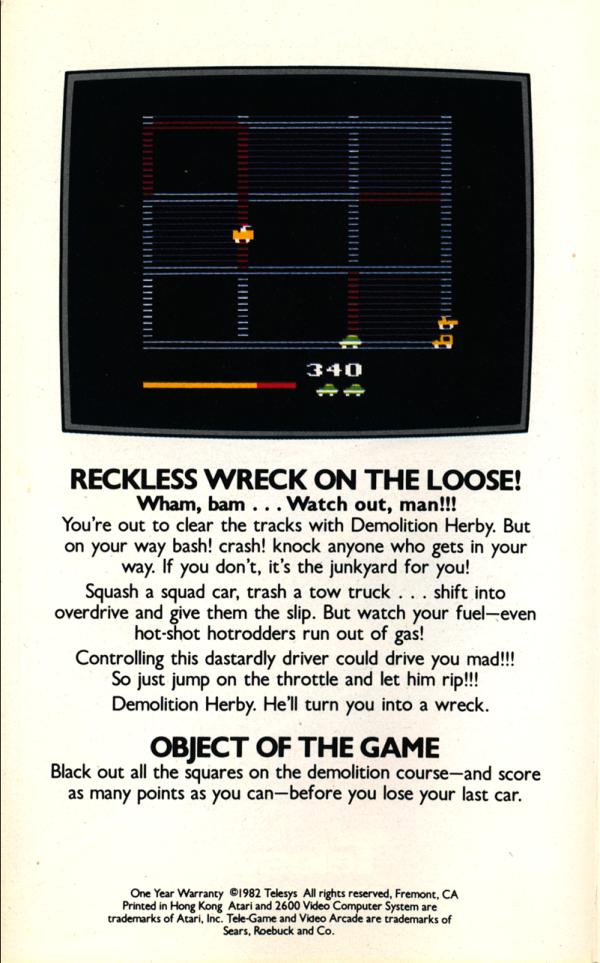 340
RECKLESS WRECK ON THE LOOSE!
Wham, bam . . . Watch out, man!!!
You're out to clear the tracks with Demolition Herby. But
on your way bash! crash! knock anyone who gets in your
way. If you don't, it's the junkyard for you!
Squash a squad car, trash a tow truck . . . shift into
overdrive and give them the slip. But watch your fuel—even
hot-shot hotrodders run out of gas!
Controlling this dastardly driver could drive you mad!!!
So just jump on the throttle and let him rip!!!
Demolition Herby. He'll turn you into a wreck.
OBJECT OF THE GAME
Black out all the squares on the demolition course—and score
as many points as you can—before you lose your last car.
One Year Warranty ©1982 Telesys All rights reserved, Fremont, CA
Printed in Hong Kong Atari and 2600 Video Computer System are
trademarks of Atari, Inc. Tele-Game and Video Arcade are trademarks of
Sears, Roebuck and Co.